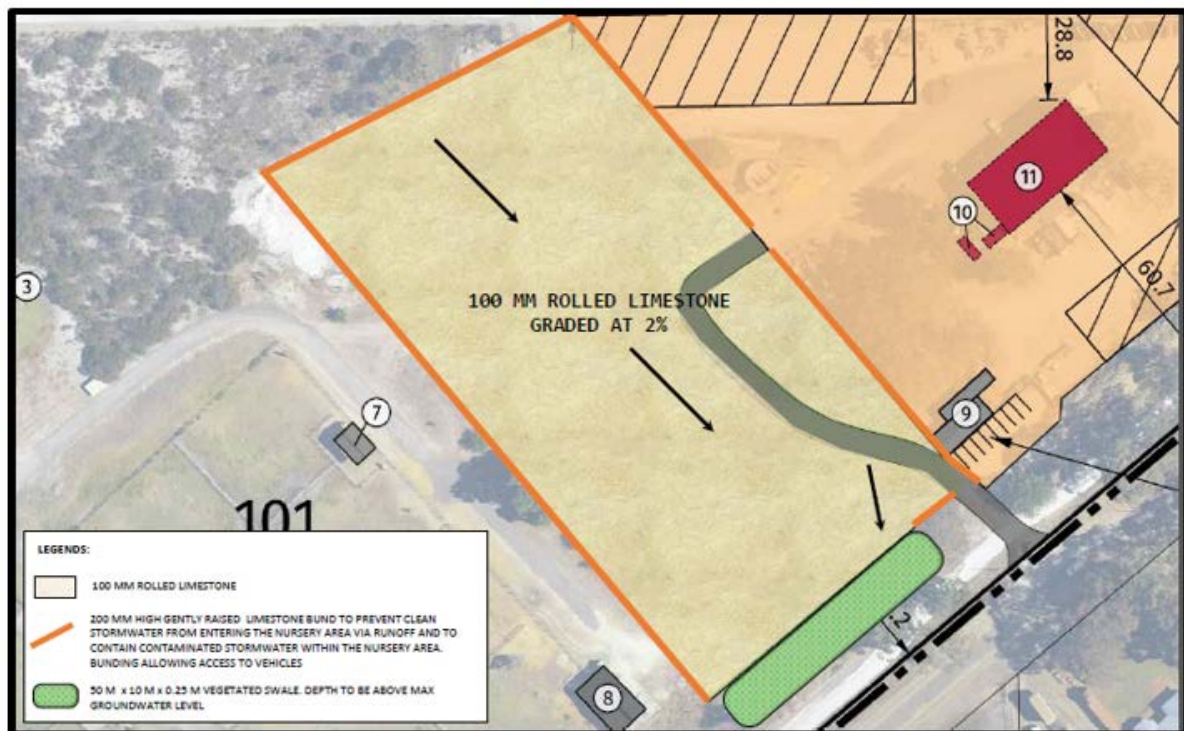 28.8
11
10
60.7
3
100 MM ROLLED LIMESTONE
GRADED AT 2%
7
9
101
LEGENDS:
100 MM ROLLED LIMESTONE
200 MM HIGH GENTLY RAISED LIMESTONE BUND TO PREVENT CLEAN
STORMWATER FROM ENTERING THE NURSERY AREA VIA RUNOFF AND TO
CONTAIN CONTAMINATED STORMWATER WITHIN THE NURSERY AREA.
BUNDING ALLOWING ACCESS TO VEHICLES
50 M x 10 M x 0.25 M VEGETATED SWALE. DEPTH TO BE ABOVE MAX
GROUNDWATER LEVEL
8
.2